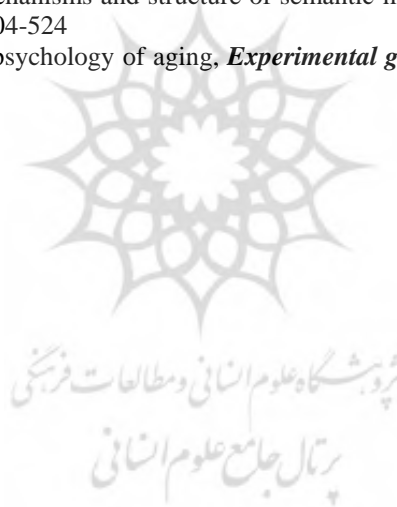 chanisms and structure of semantic
04-524
psychology of aging, Experimental g
پژوهشگاه علوم انسانی و مطالعات فرهنگی
پرتال جامع علوم انسانی